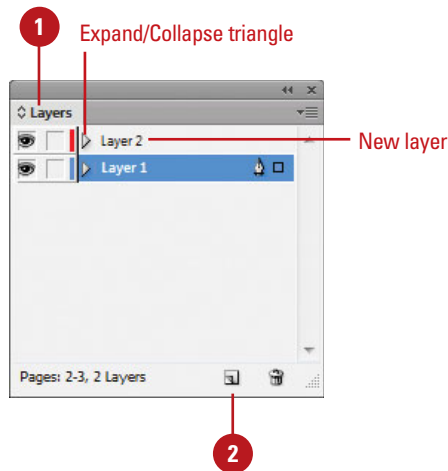 1
Expand/Collapse triangle
Layers
Layer 2
New layer
Layer 1
Pages: 2-3, 2 Layers
2